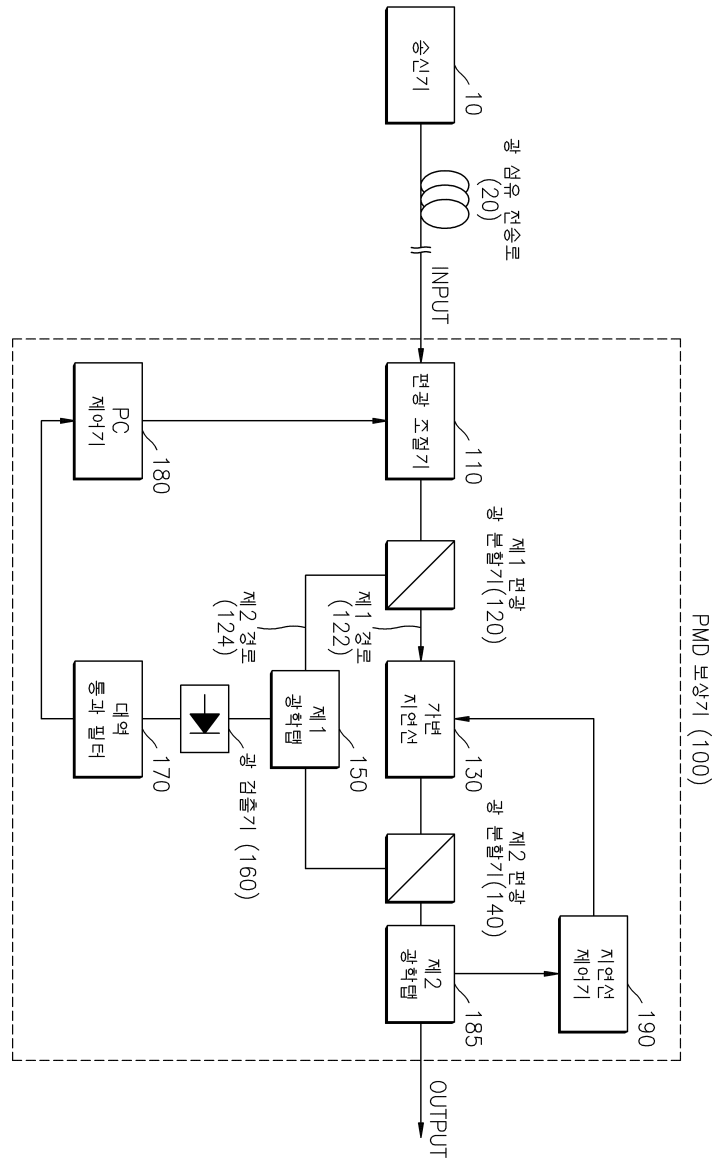 PMD 보상기 (100)
지연선
제어기
190
송신기
10
광 섬유 전송로
(20)
INPUT
편광 조절기
110
제1 편광
광 분할기(120)
제1 경로
(122)
가변
지연선
130
제2 편광
광 분할기(140)
제2
광학탭
185
OUTPUT
제2 경로
(124)
제1
광학탭
150
광 검출기 (160)
PC
제어기
180
대역
통과 필터
170